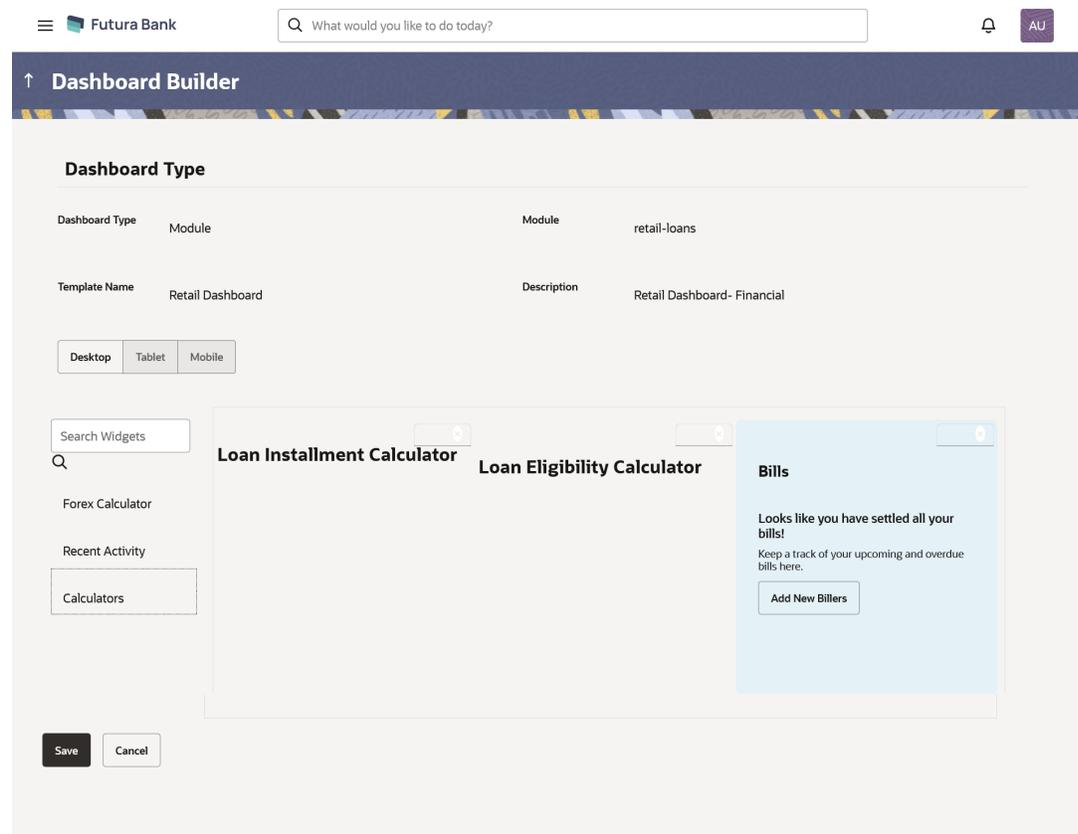 Futura Bank
What would you like to do today?
AU
Dashboard Builder
Dashboard Type
Dashboard Type
Module
Module
retail-loans
Template Name
Retail Dashboard
Description
Retail Dashboard- Financial
Desktop
Tablet
Mobile
Search Widgets
Forex Calculator
Recent Activity
Calculators
Loan Installment Calculator
Loan Eligibility Calculator
Bills
Looks like you have settled all your
bills!
Keep a track of your upcoming and overdue
bills here.
Add New Billers
Save
Cancel